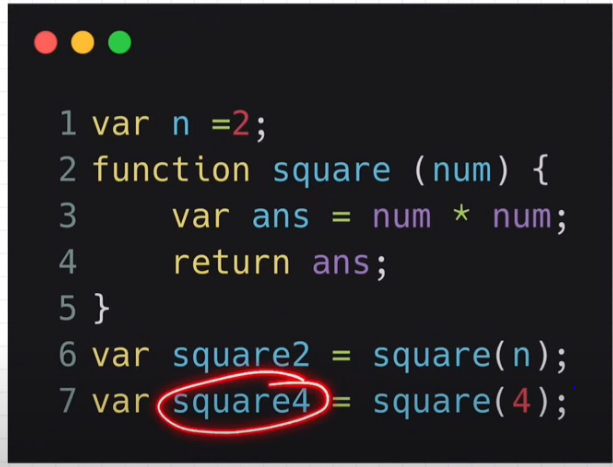 1 var n =2;
2 function square (num) {
3     var ans = num * num;
4     return ans;
5 }
6 var square2 = square(n);
7 var square4 = square(4);